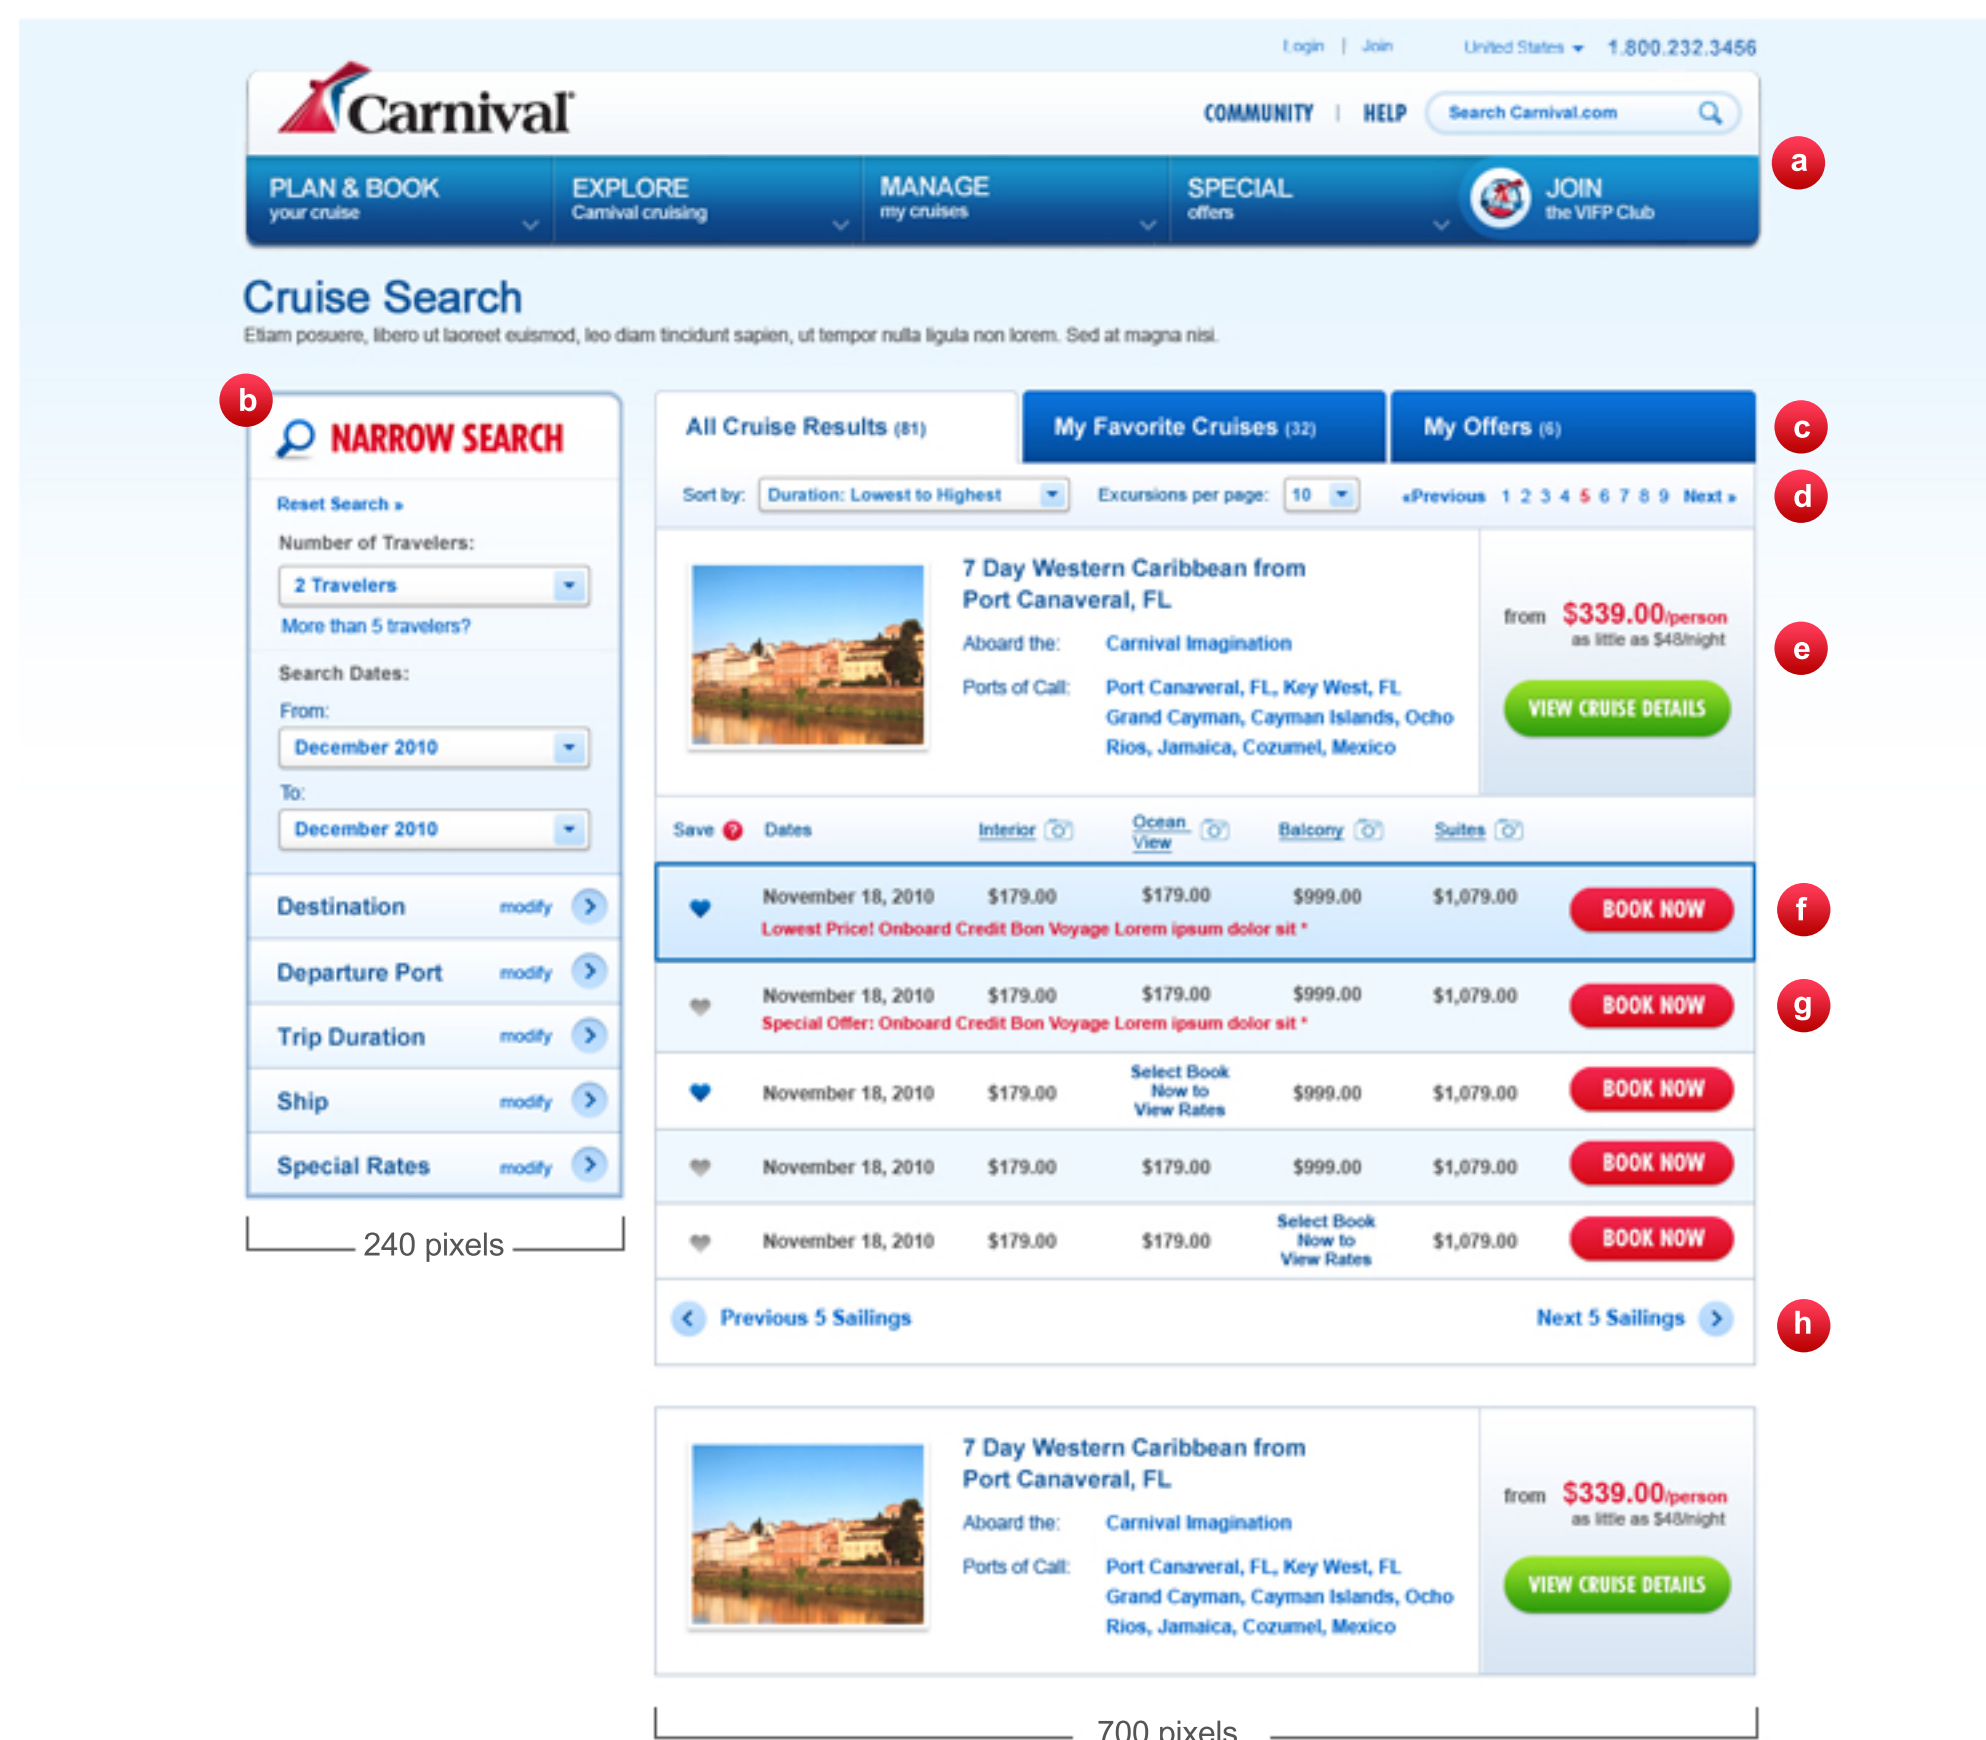 Login | Join United States 1.800.232.3456
Carnival
COMMUNITY | HELP Search Carnival.com
a
PLAN & BOOK
your cruise
EXPLORE
Carnival cruising
MANAGE
my cruises
SPECIAL
offers
JOIN
the VIFP Club
Cruise Search
Etiam posuere, libero ut laoreet euismod, leo diam tincidunt sapien, ut tempor nulla ligula non lorem. Sed at magna nisi.
b
NARROW SEARCH
Reset Search »
Number of Travelers:
2 Travelers
More than 5 travelers?
Search Dates:
From:
December 2010
To:
December 2010
Destination modify
Departure Port modify
Trip Duration modify
Ship modify
Special Rates modify
240 pixels
All Cruise Results (81) My Favorite Cruises (32) My Offers (6)
c
Sort by: Duration: Lowest to Highest Excursions per page: 10 «Previous 1 2 3 4 5 6 7 8 9 Next »
d
7 Day Western Caribbean from
Port Canaveral, FL
Aboard the: Carnival Imagination
Ports of Call: Port Canaveral, FL, Key West, FL
Grand Cayman, Cayman Islands, Ocho
Rios, Jamaica, Cozumel, Mexico
from $339.00/person
as little as $48/night
VIEW CRUISE DETAILS
e
Save ? Dates Interior Ocean View Balcony Suites
November 18, 2010 $179.00 $179.00 $999.00 $1,079.00 BOOK NOW
Lowest Price! Onboard Credit Bon Voyage Lorem ipsum dolor sit *
f
November 18, 2010 $179.00 $179.00 $999.00 $1,079.00 BOOK NOW
Special Offer: Onboard Credit Bon Voyage Lorem ipsum dolor sit *
g
November 18, 2010 $179.00 Select Book Now to View Rates $999.00 $1,079.00 BOOK NOW
November 18, 2010 $179.00 $179.00 $999.00 $1,079.00 BOOK NOW
November 18, 2010 $179.00 $179.00 Select Book Now to View Rates $1,079.00 BOOK NOW
Previous 5 Sailings Next 5 Sailings
h
7 Day Western Caribbean from
Port Canaveral, FL
Aboard the: Carnival Imagination
Ports of Call: Port Canaveral, FL, Key West, FL
Grand Cayman, Cayman Islands, Ocho
Rios, Jamaica, Cozumel, Mexico
from $339.00/person
as little as $48/night
VIEW CRUISE DETAILS
700 pixels